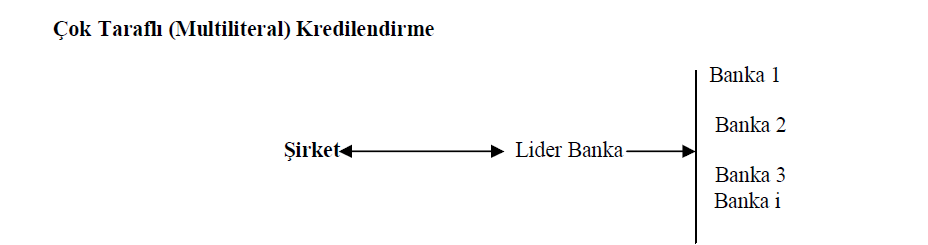 Çok Taraflı (Multiliteral) Kredilendirme
Banka 1
Banka 2
Şirket Lider Banka
Banka 3
Banka i